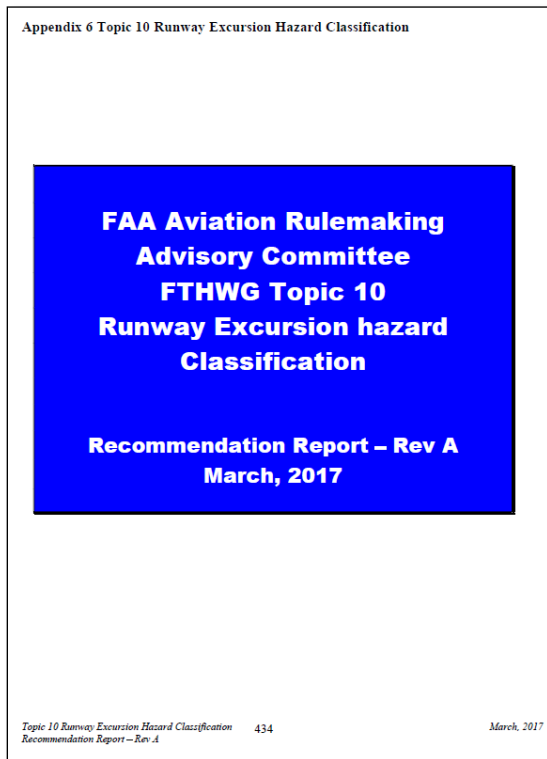 Appendix 6 Topic 10 Runway Excursion Hazard Classification
FAA Aviation Rulemaking
Advisory Committee
FTHWG Topic 10
Runway Excursion hazard
Classification
Recommendation Report – Rev A
March, 2017
Topic 10 Runway Excursion Hazard Classification 434 March, 2017
Recommendation Report – Rev A